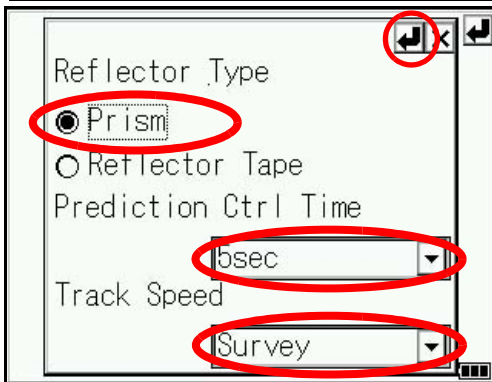 Reflector Type
Prism
Reflector Tape
Prediction Ctrl Time
5sec
Track Speed
Survey